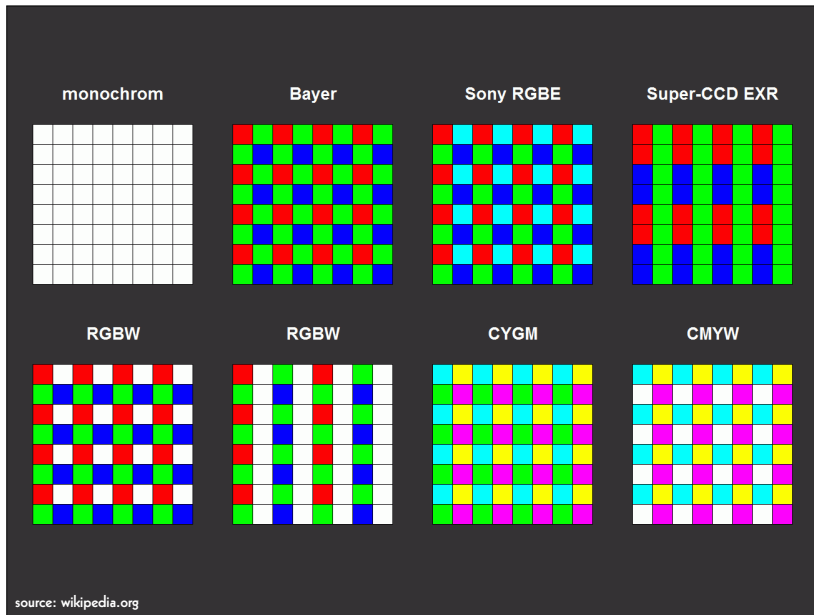 monochrom
Bayer
Sony RGBE
Super-CCD EXR
RGBW
RGBW
CYGM
CMYW
source: wikipedia.org